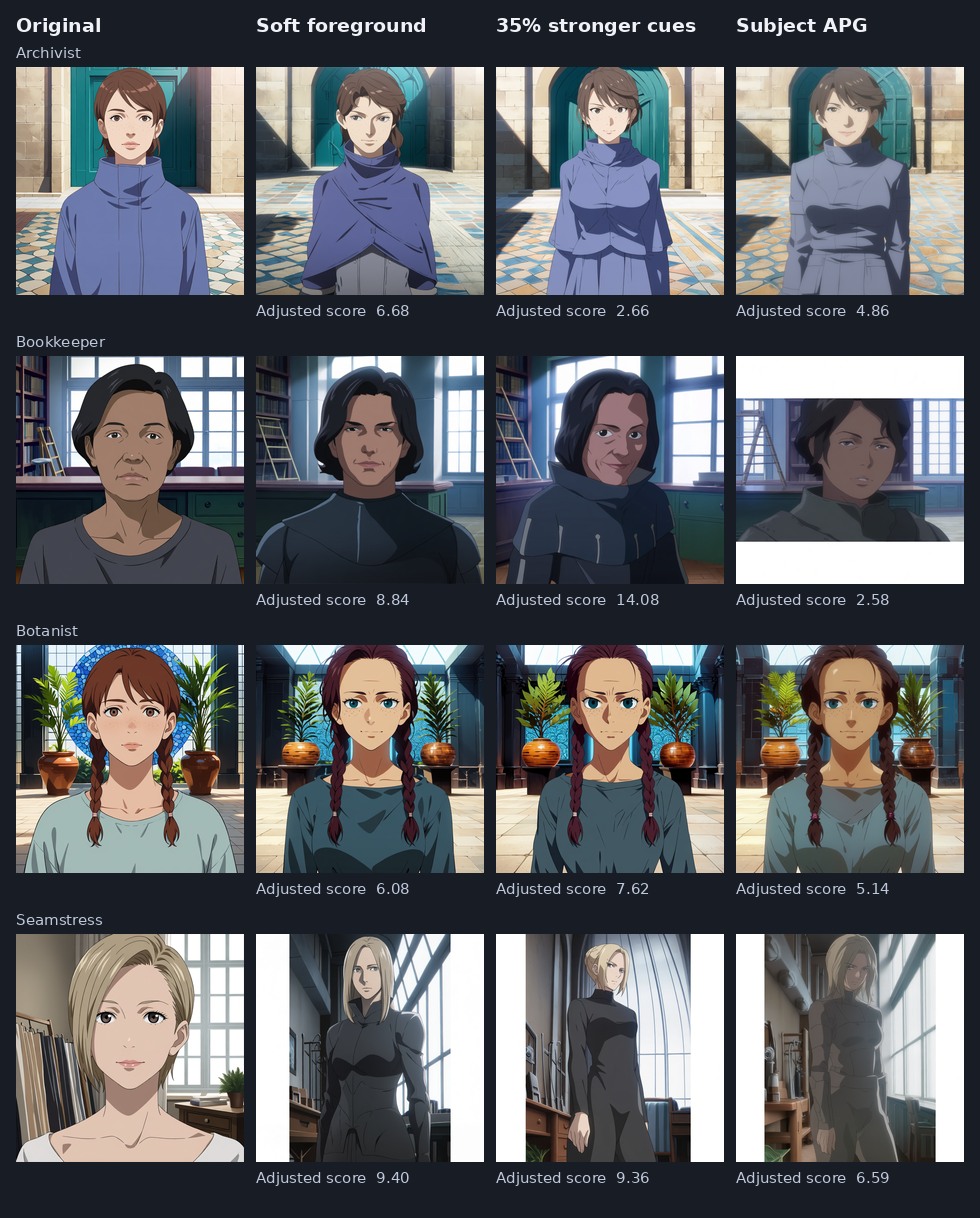 Original Soft foreground 35% stronger cues Subject APG
Archivist
Adjusted score 6.68 Adjusted score 2.66 Adjusted score 4.86
Bookkeeper
Adjusted score 8.84 Adjusted score 14.08 Adjusted score 2.58
Botanist
Adjusted score 6.08 Adjusted score 7.62 Adjusted score 5.14
Seamstress
Adjusted score 9.40 Adjusted score 9.36 Adjusted score 6.59